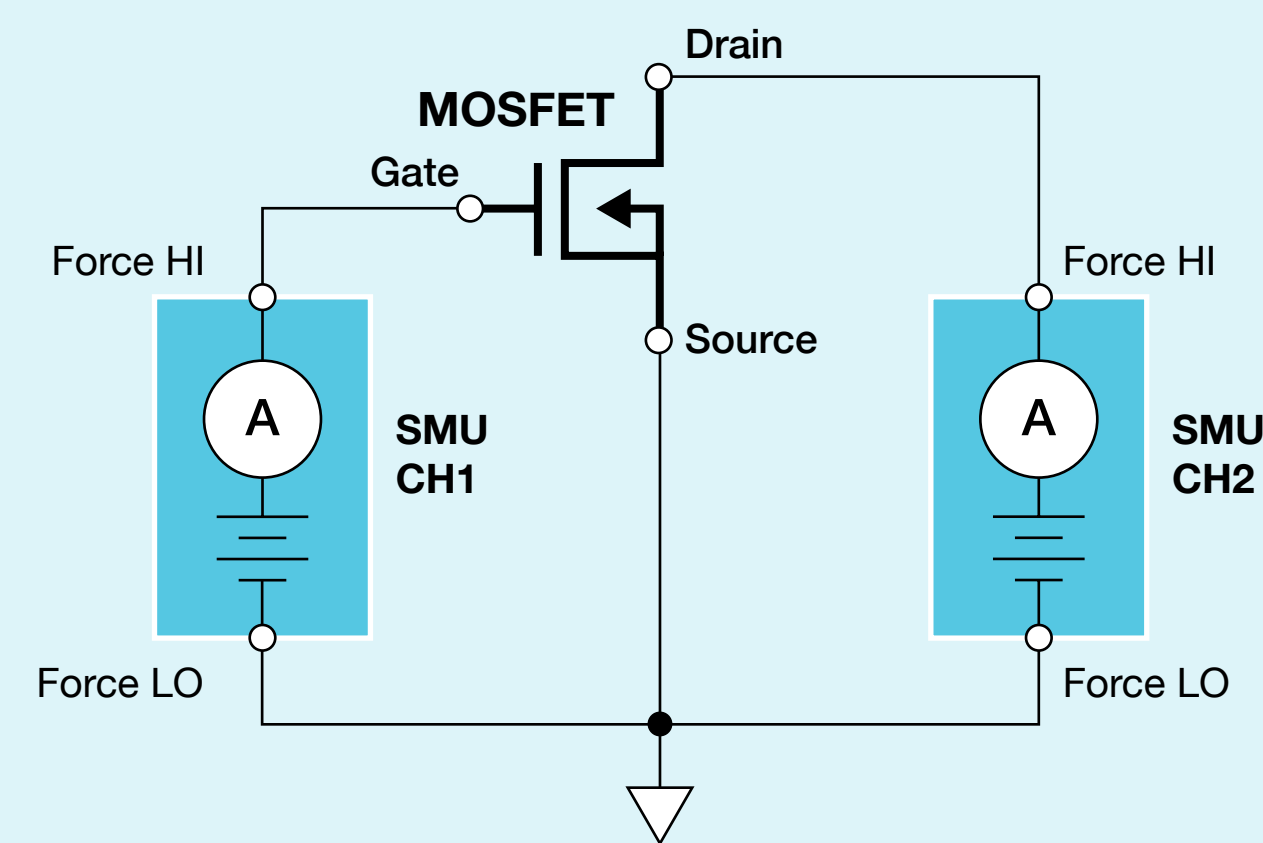 Drain
MOSFET
Gate
Force HI
Force HI
Source
A
A
SMU
CH1
SMU
CH2
Force LO
Force LO